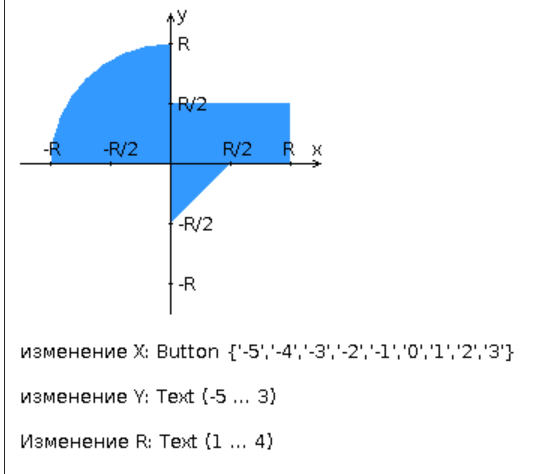 y
R
R/2
-R -R/2 R/2 R x
-R/2
-R
изменение X: Button {'-5','-4','-3','-2','-1','0','1','2','3'}
изменение Y: Text (-5 ... 3)
Изменение R: Text (1 ... 4)